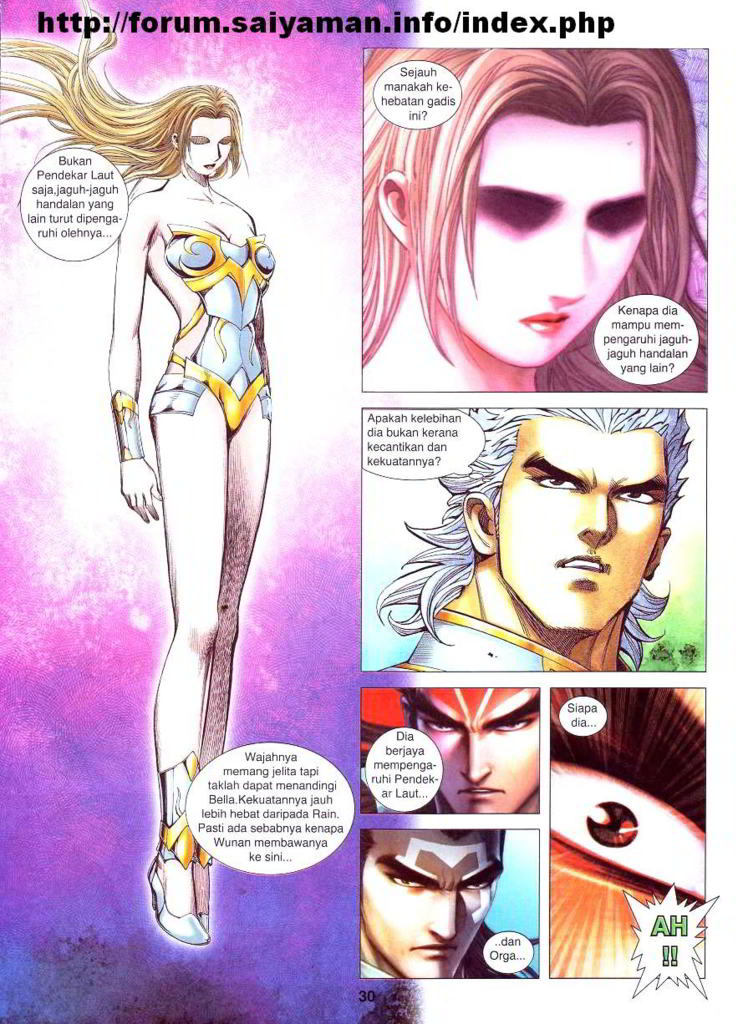 http://forum.saiyaman.info/index.php
Bukan
Pendekar Laut
saja,jaguh-jaguh
handalan yang
lain turut dipenga-
ruhi olehnya...
Sejauh
manakah ke-
hebatan gadis
ini?
Kenapa dia
mampu mem-
pengaruhi jaguh-
jaguh handalan
yang lain?
Apakah kelebihan
dia bukan kerana
kecantikan dan
kekuatannya?
Wajahnya
memang jelita tapi
taklah dapat menandingi
Bella.Kekuatannya jauh
lebih hebat daripada Rain.
Pasti ada sebabnya kenapa
Wunan membawanya
ke sini...
Dia
berjaya
mempenga-
ruhi Pendek-
ar Laut...
..dan
Orga...
Siapa
dia...
AH
!!
30